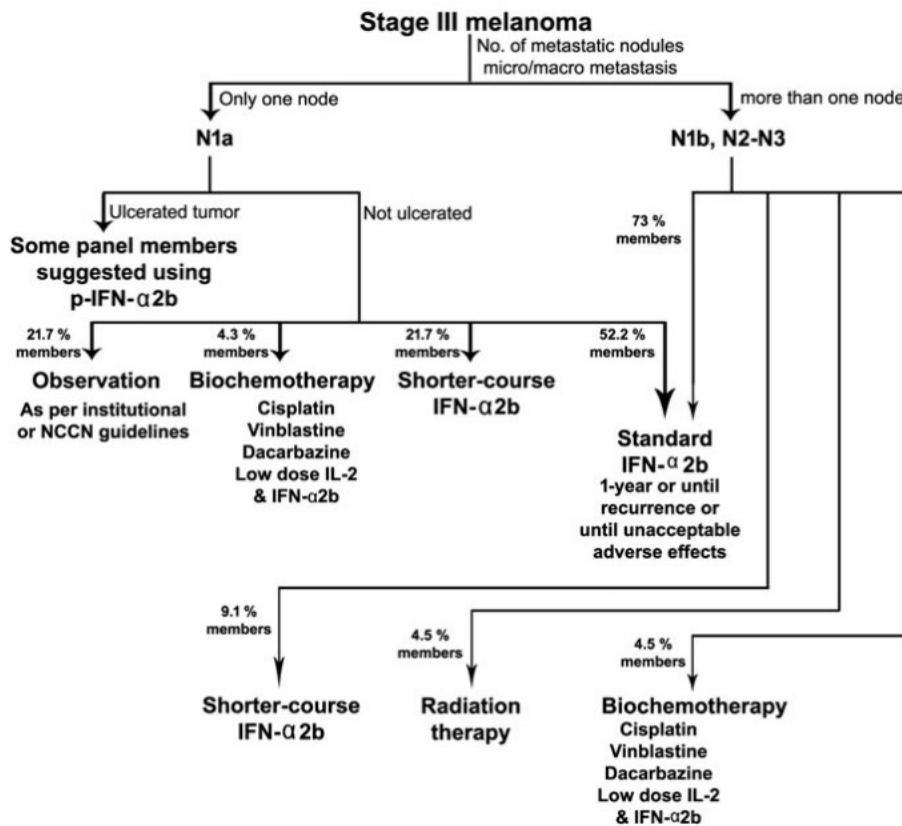 Stage III melanoma
No. of metastatic nodules
micro/macro metastasis
Only one node
more than one node
N1a
N1b, N2-N3
Ulcerated tumor
Not ulcerated
73 %
members
Some panel members
suggested using
p-IFN-α2b
21.7 %
members
4.3 %
members
21.7 %
members
52.2 %
members
Observation
As per institutional
or NCCN guidelines
Biochemotherapy
Cisplatin
Vinblastine
Dacarbazine
Low dose IL-2
& IFN-α2b
Shorter-course
IFN-α2b
Standard
IFN-α2b
1-year or until
recurrence or
until unacceptable
adverse effects
9.1 %
members
4.5 %
members
4.5 %
members
Shorter-course
IFN-α2b
Radiation
therapy
Biochemotherapy
Cisplatin
Vinblastine
Dacarbazine
Low dose IL-2
& IFN-α2b